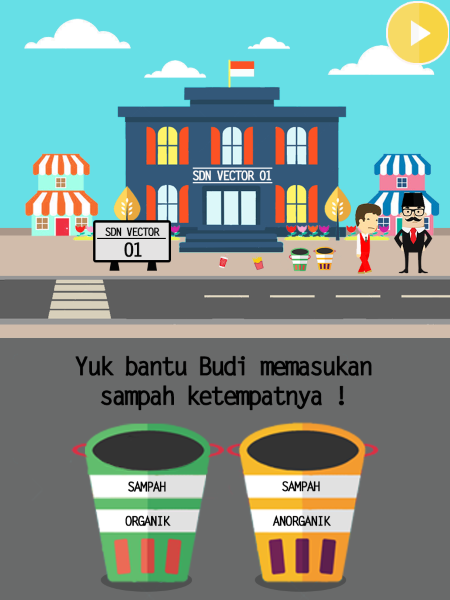 SDN VECTOR 01
SDN VECTOR
01
Yuk bantu Budi memasukan
sampah ketempatnya !
SAMPAH
ORGANIK
SAMPAH
ANORGANIK